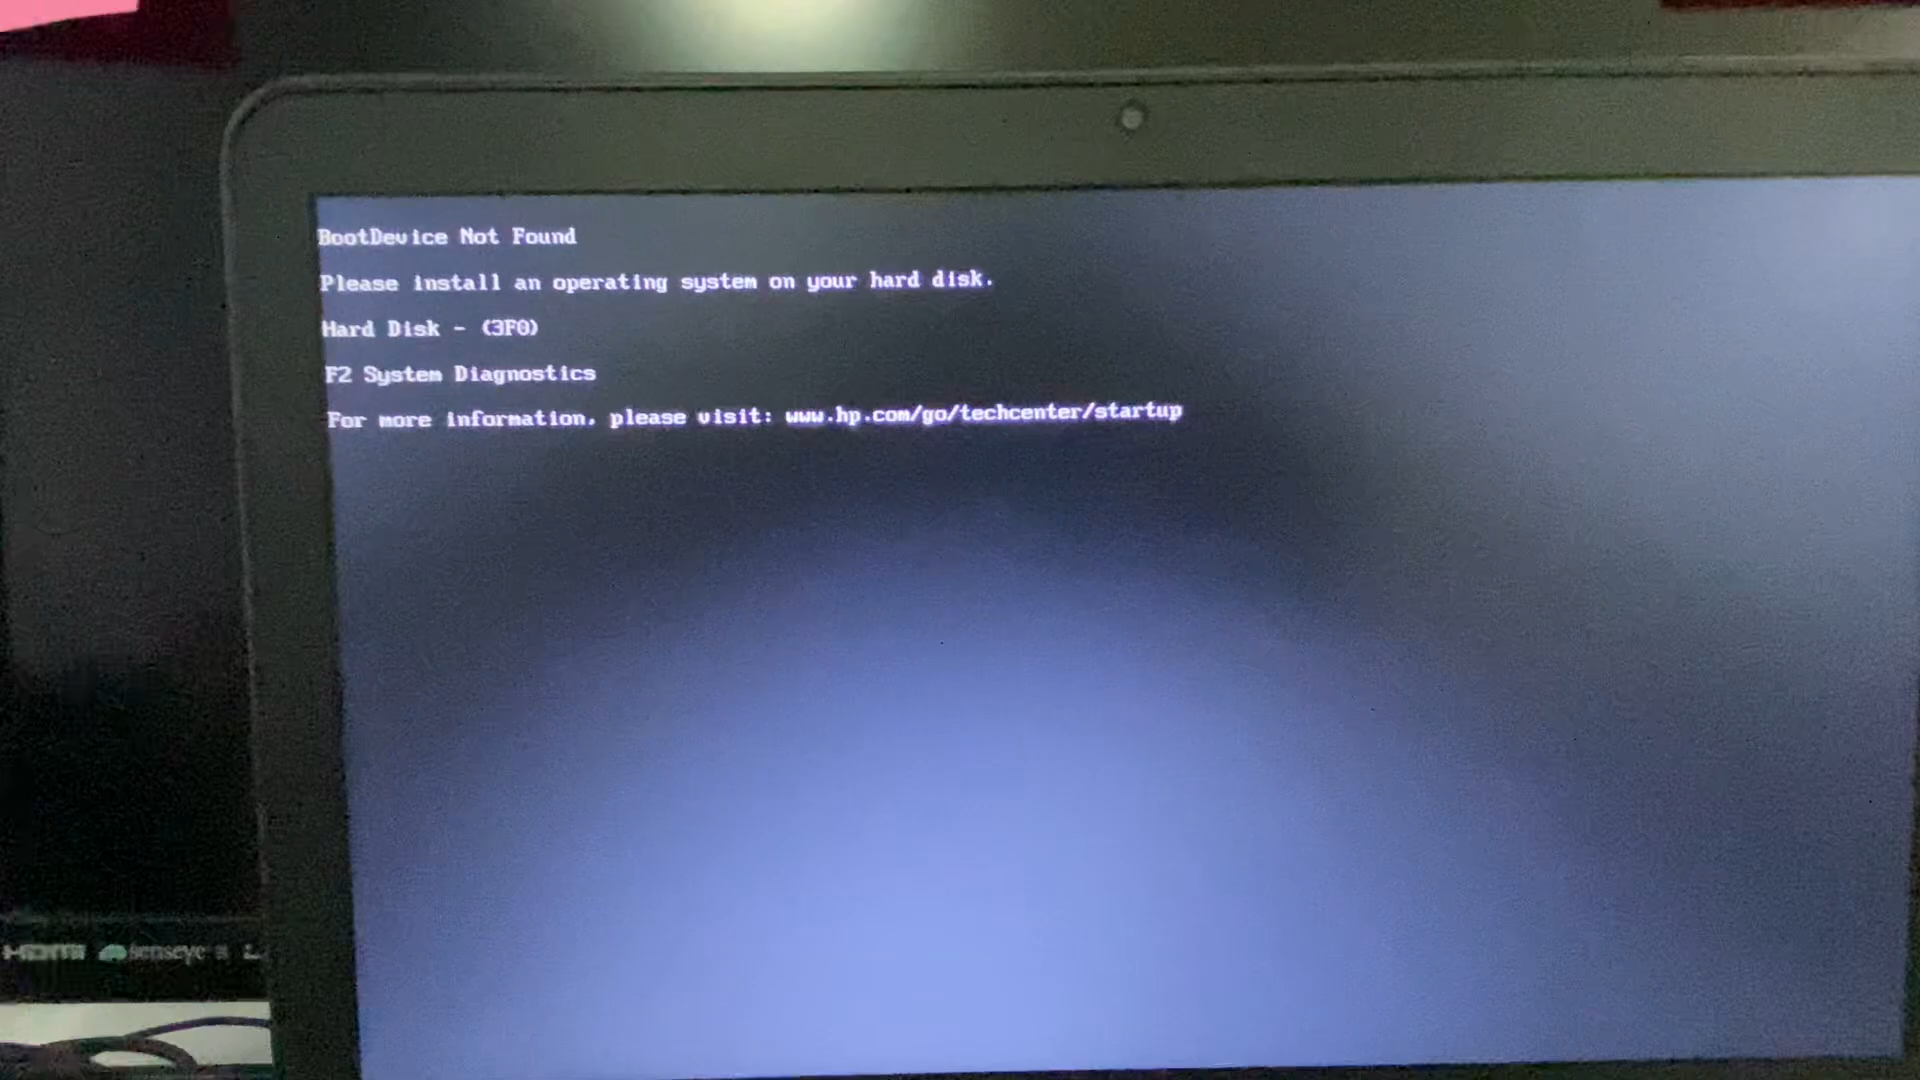 BootDevice Not Found
Please install an operating system on your hard disk.
Hard Disk - (3F0)
F2 System Diagnostics
For more information, please visit: www.hp.com/go/techcenter/startup
HDMI senseye